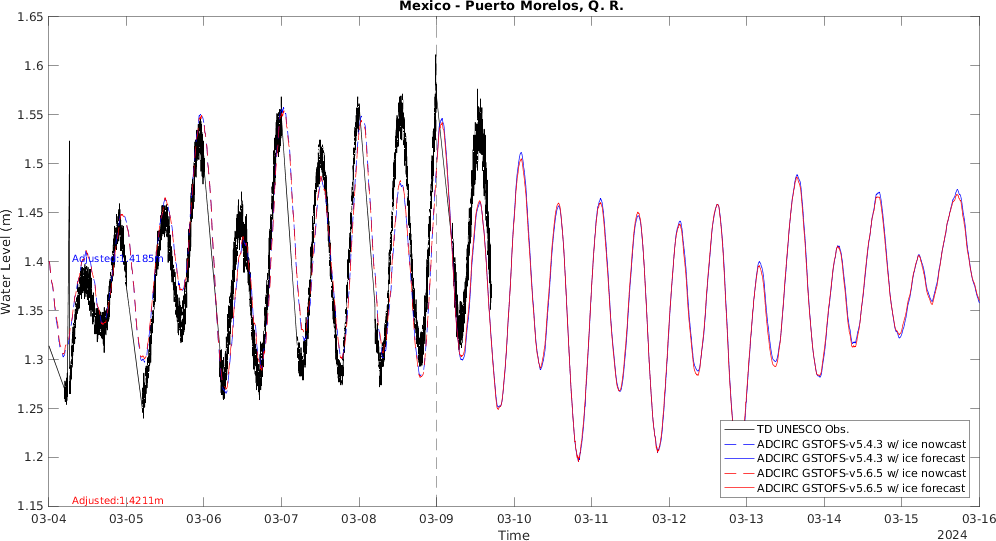 Mexico - Puerto Morelos, Q. R.
Water Level (m)
1.65
1.6
1.55
1.5
1.45
1.4
1.35
1.3
1.25
1.2
1.15
Adjusted:1.4185m
Adjusted:1.4211m
TD UNESCO Obs.
ADCIRC GSTOFS-v5.4.3 w/ ice nowcast
ADCIRC GSTOFS-v5.4.3 w/ ice forecast
ADCIRC GSTOFS-v5.6.5 w/ ice nowcast
ADCIRC GSTOFS-v5.6.5 w/ ice forecast
03-04 03-05 03-06 03-07 03-08 03-09 03-10 03-11 03-12 03-13 03-14 03-15 03-16
Time
2024